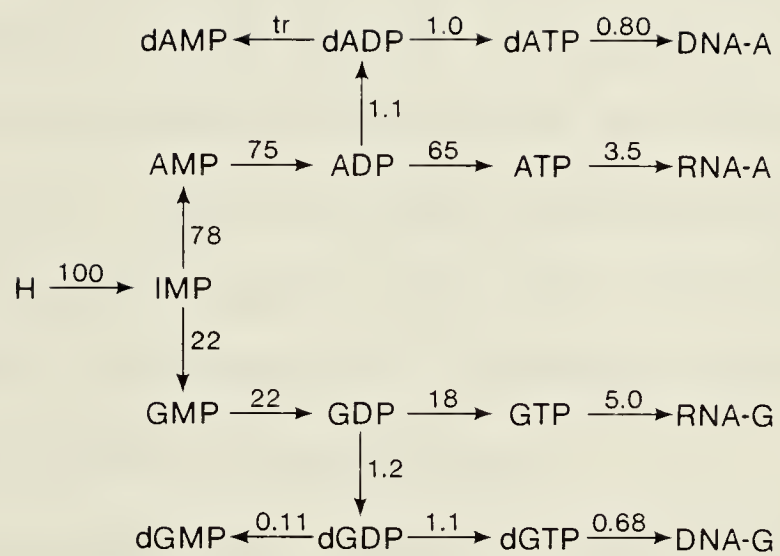 dAMP tr dADP 1.0 dATP 0.80 DNA-A
1.1
AMP 75 ADP 65 ATP 3.5 RNA-A
78
H 100 IMP
22
GMP 22 GDP 18 GTP 5.0 RNA-G
1.2
dGMP 0.11 dGDP 1.1 dGTP 0.68 DNA-G